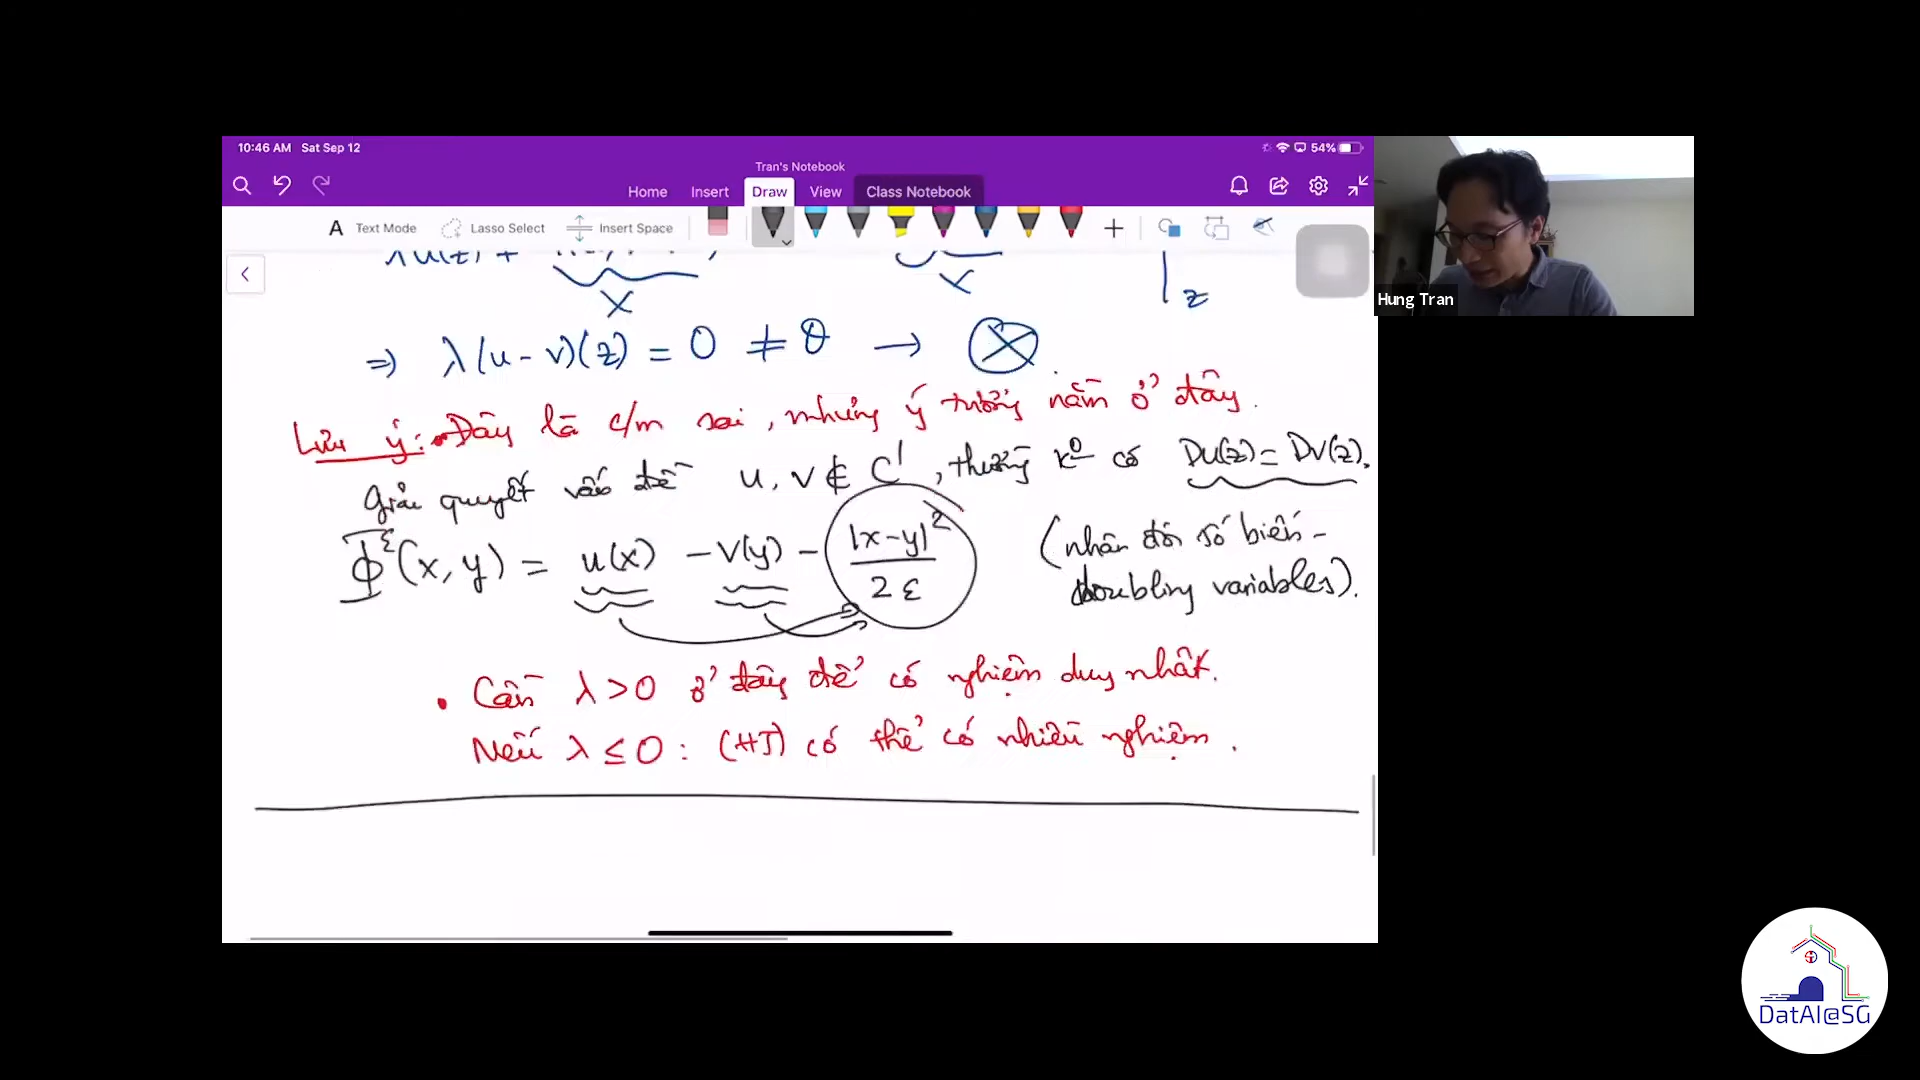 10:46 AM Sat Sep 12
54%
Tran's Notebook
Home Insert Draw View Class Notebook
A Text Mode Lasso Select Insert Space
λu(z) +
x
x
z
⇒ λ(u - v)(z) = 0 ≠ θ → ⊗
Lưu ý: Đây là c/m sai, nhưng ý tưởng nằm ở đây.
Giải quyết vấn đề u, v ∉ C¹, thường k⁰ có Du(z) = Dv(z).
Φ^ε(x, y) = u(x) - v(y) - |x-y|²/2ε (nhân đôi số biến -
doubling variables).
• Cần λ > 0 ở đây để có nghiệm duy nhất.
Nếu λ ≤ 0 : (HJ) có thể có nhiều nghiệm.
Hung Tran
DatAI@SG